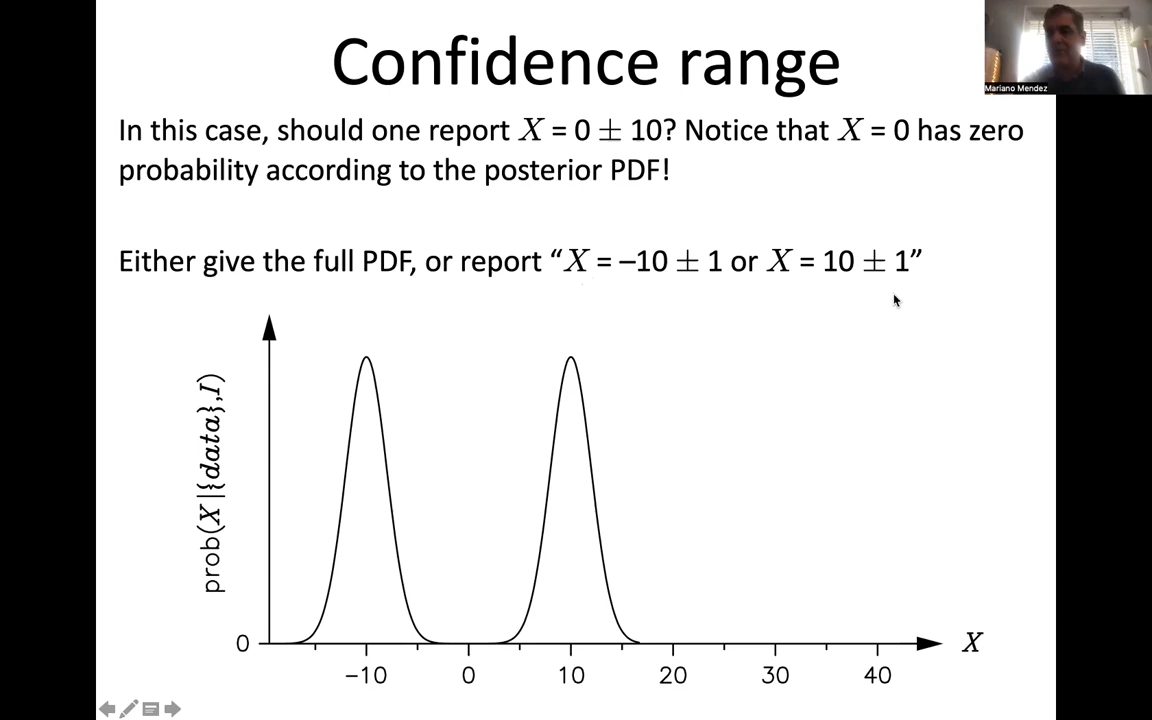 Confidence range
Mariano Mendez
In this case, should one report X = 0 ± 10? Notice that X = 0 has zero
probability according to the posterior PDF!
Either give the full PDF, or report “X = –10 ± 1 or X = 10 ± 1”
prob(X|{data},I)
0
X
−10 0 10 20 30 40